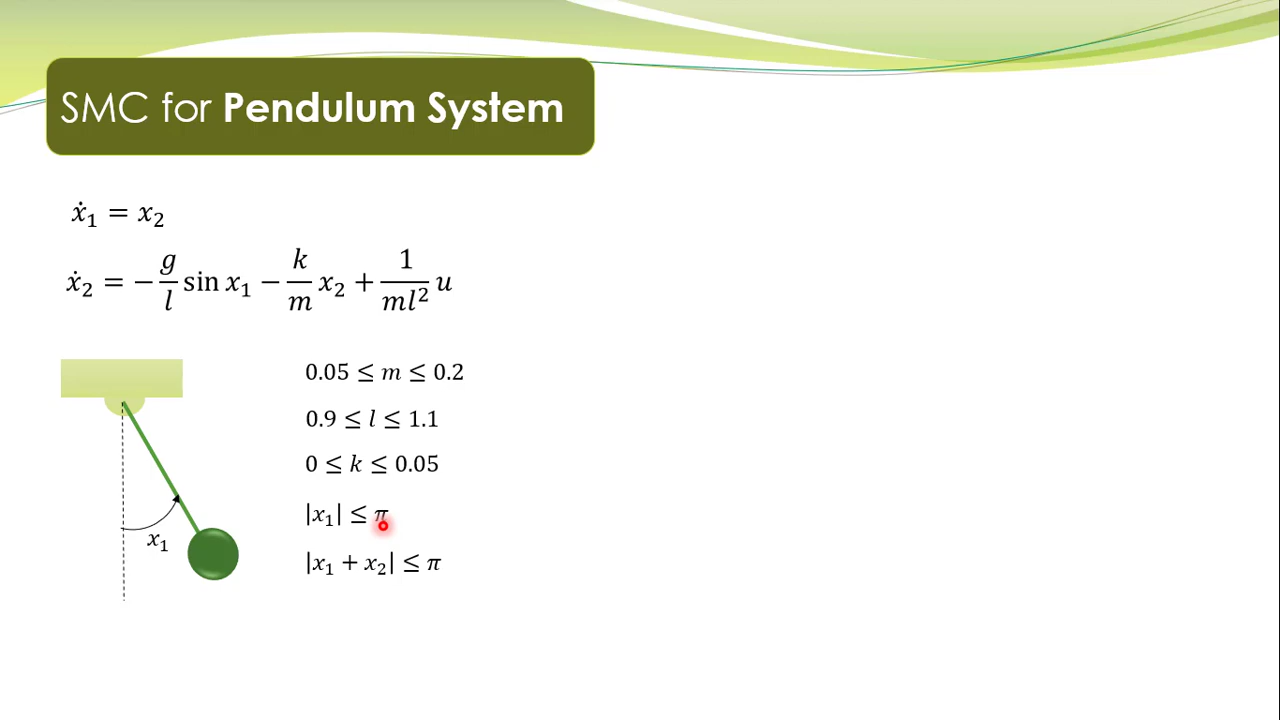 SMC for Pendulum System
ẋ₁ = x₂
ẋ₂ = −g/l sin x₁ − k/m x₂ + 1/ml² u
0.05 ≤ m ≤ 0.2
0.9 ≤ l ≤ 1.1
0 ≤ k ≤ 0.05
|x₁| ≤ π
x₁
|x₁ + x₂| ≤ π